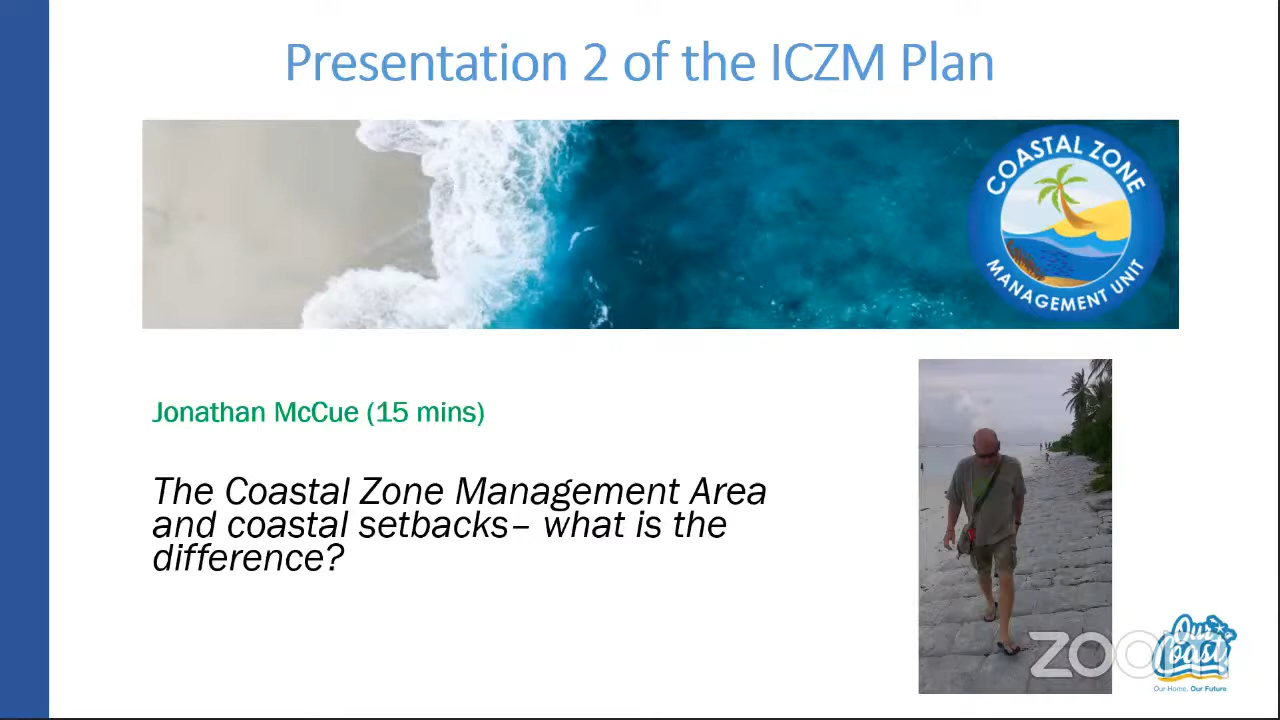 Presentation 2 of the ICZM Plan
COASTAL ZONE
MANAGEMENT UNIT
Jonathan McCue (15 mins)
The Coastal Zone Management Area
and coastal setbacks– what is the
difference?
Our
Coast
zoom
Our Home, Our Future